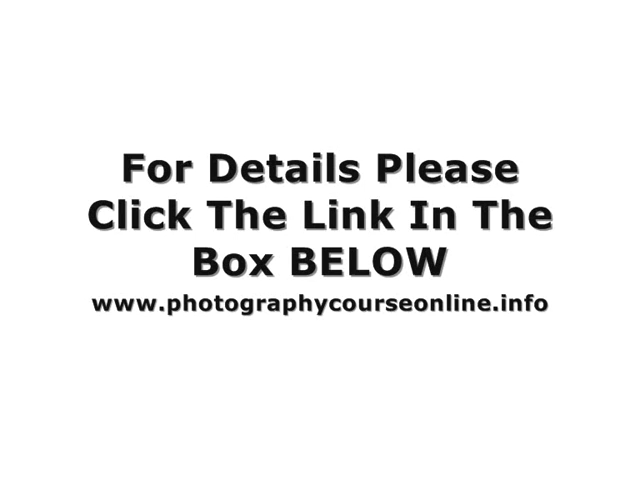 For Details Please
Click The Link In The
Box BELOW
www.photographycourseonline.info